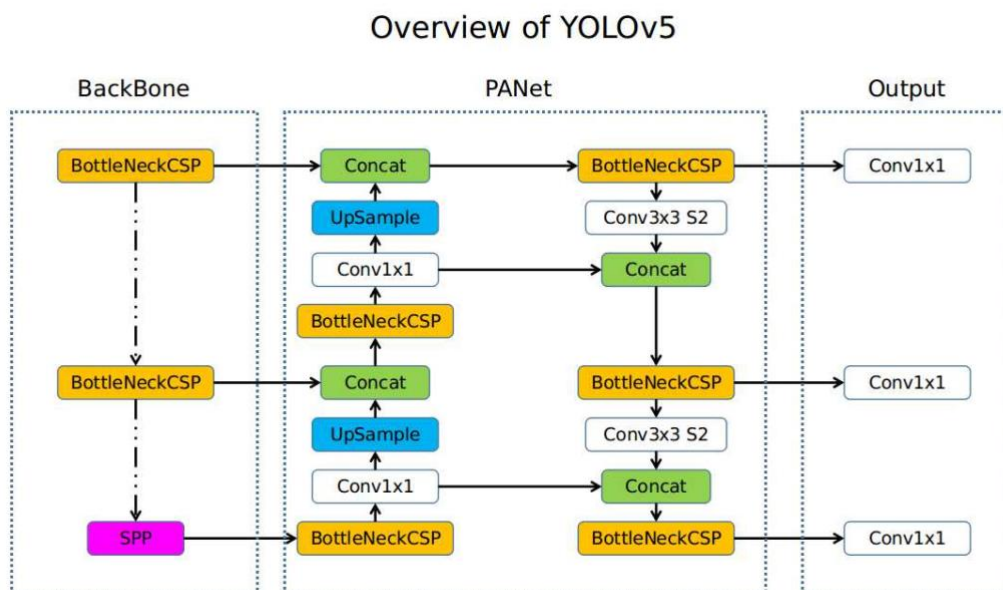 Overview of YOLOv5
BackBone
PANet
Output
BottleNeckCSP
Concat
BottleNeckCSP
Conv1x1
UpSample
Conv3x3 S2
Conv1x1
Concat
BottleNeckCSP
BottleNeckCSP
Concat
BottleNeckCSP
Conv1x1
UpSample
Conv3x3 S2
Conv1x1
Concat
SPP
BottleNeckCSP
BottleNeckCSP
Conv1x1